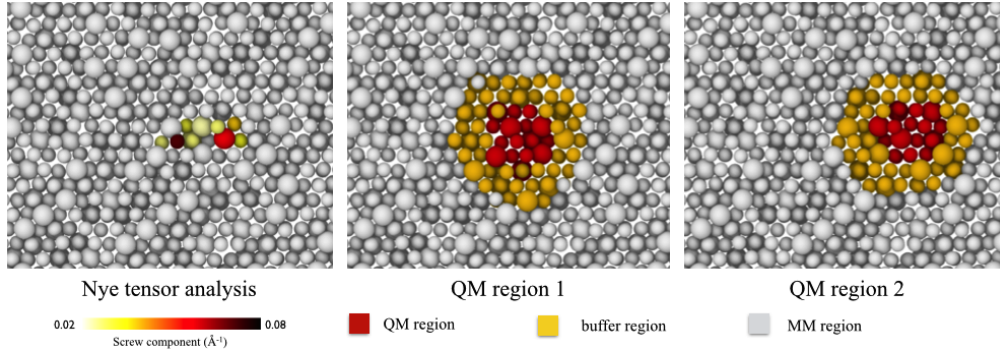 Nye tensor analysis
QM region 1
QM region 2
0.02
0.08
Screw component (Å⁻¹)
QM region
buffer region
MM region